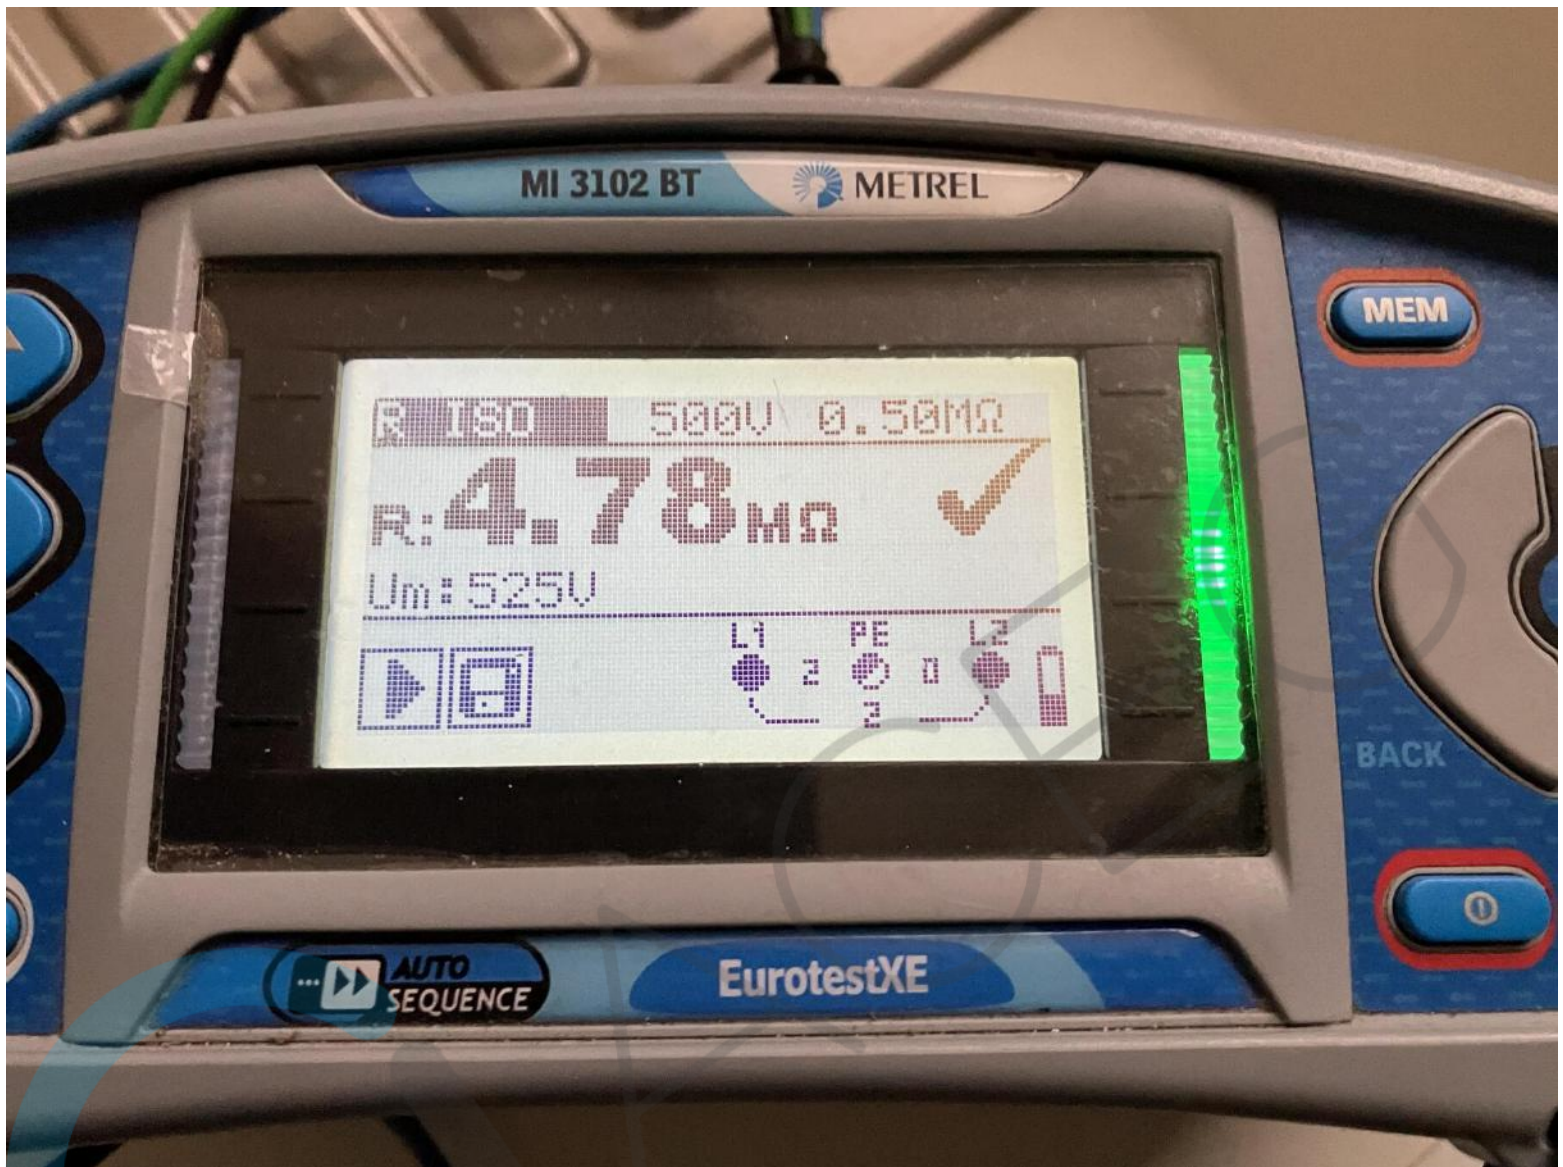 MI 3102 BT METREL
MEM
R ISO 500V 0.50MΩ
R:4.78MΩ
Um:525V
L1 PE L2
2 0
2
BACK
AUTO
SEQUENCE
EurotestXE